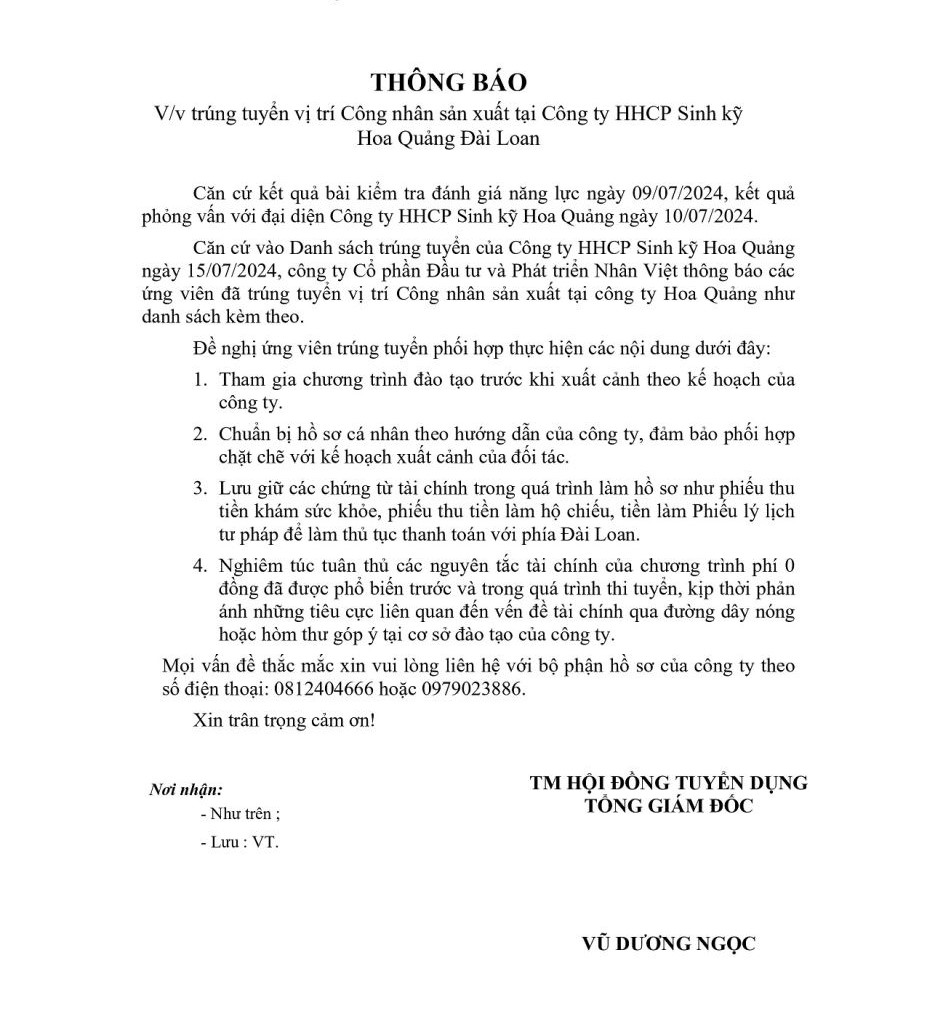 THÔNG BÁO
V/v trúng tuyển vị trí Công nhân sản xuất tại Công ty HHCP Sinh kỹ
Hoa Quảng Đài Loan
Căn cứ kết quả bài kiểm tra đánh giá năng lực ngày 09/07/2024, kết quả
phỏng vấn với đại diện Công ty HHCP Sinh kỹ Hoa Quảng ngày 10/07/2024.
Căn cứ vào Danh sách trúng tuyển của Công ty HHCP Sinh kỹ Hoa Quảng
ngày 15/07/2024, công ty Cổ phần Đầu tư và Phát triển Nhân Việt thông báo các
ứng viên đã trúng tuyển vị trí Công nhân sản xuất tại công ty Hoa Quảng như
danh sách kèm theo.
Đề nghị ứng viên trúng tuyển phối hợp thực hiện các nội dung dưới đây:
1. Tham gia chương trình đào tạo trước khi xuất cảnh theo kế hoạch của
công ty.
2. Chuẩn bị hồ sơ cá nhân theo hướng dẫn của công ty, đảm bảo phối hợp
chặt chẽ với kế hoạch xuất cảnh của đối tác.
3. Lưu giữ các chứng từ tài chính trong quá trình làm hồ sơ như phiếu thu
tiền khám sức khỏe, phiếu thu tiền làm hộ chiếu, tiền làm Phiếu lý lịch
tư pháp để làm thủ tục thanh toán với phía Đài Loan.
4. Nghiêm túc tuân thủ các nguyên tắc tài chính của chương trình phí 0
đồng đã được phổ biến trước và trong quá trình thi tuyển, kịp thời phản
ánh những tiêu cực liên quan đến vến đề tài chính qua đường dây nóng
hoặc hòm thư góp ý tại cơ sở đào tạo của công ty.
Mọi vấn đề thắc mắc xin vui lòng liên hệ với bộ phận hồ sơ của công ty theo
số điện thoại: 0812404666 hoặc 0979023886.
Xin trân trọng cảm ơn!
Nơi nhận:
- Như trên ;
- Lưu : VT.
TM HỘI ĐỒNG TUYỂN DỤNG
TỔNG GIÁM ĐỐC
VŨ DƯƠNG NGỌC